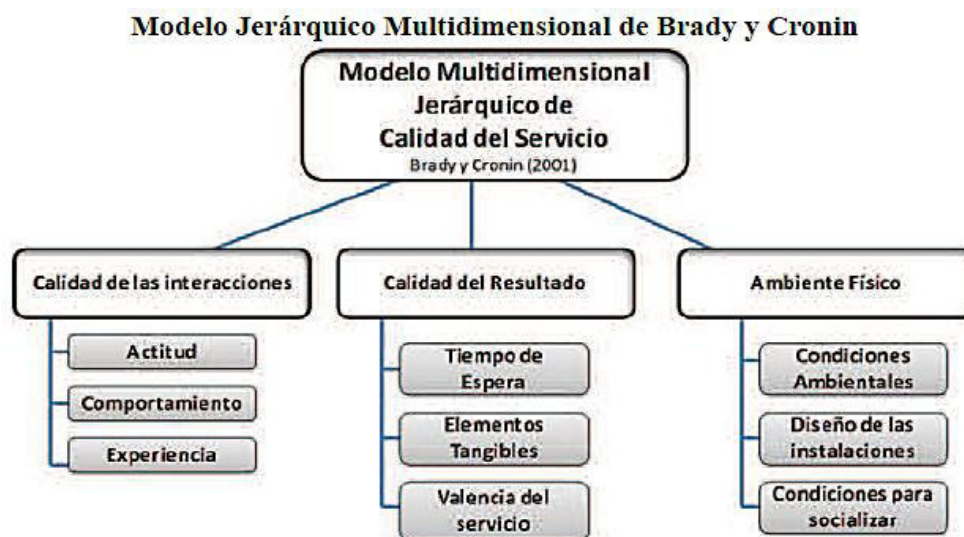 Modelo Jerárquico Multidimensional de Brady y Cronin
Modelo Multidimensional
Jerárquico de
Calidad del Servicio
Brady y Cronin (2001)
Calidad de las interacciones
Actitud
Comportamiento
Experiencia
Calidad del Resultado
Tiempo de
Espera
Elementos
Tangibles
Valencia del
servicio
Ambiente Físico
Condiciones
Ambientales
Diseño de las
instalaciones
Condiciones para
socializar